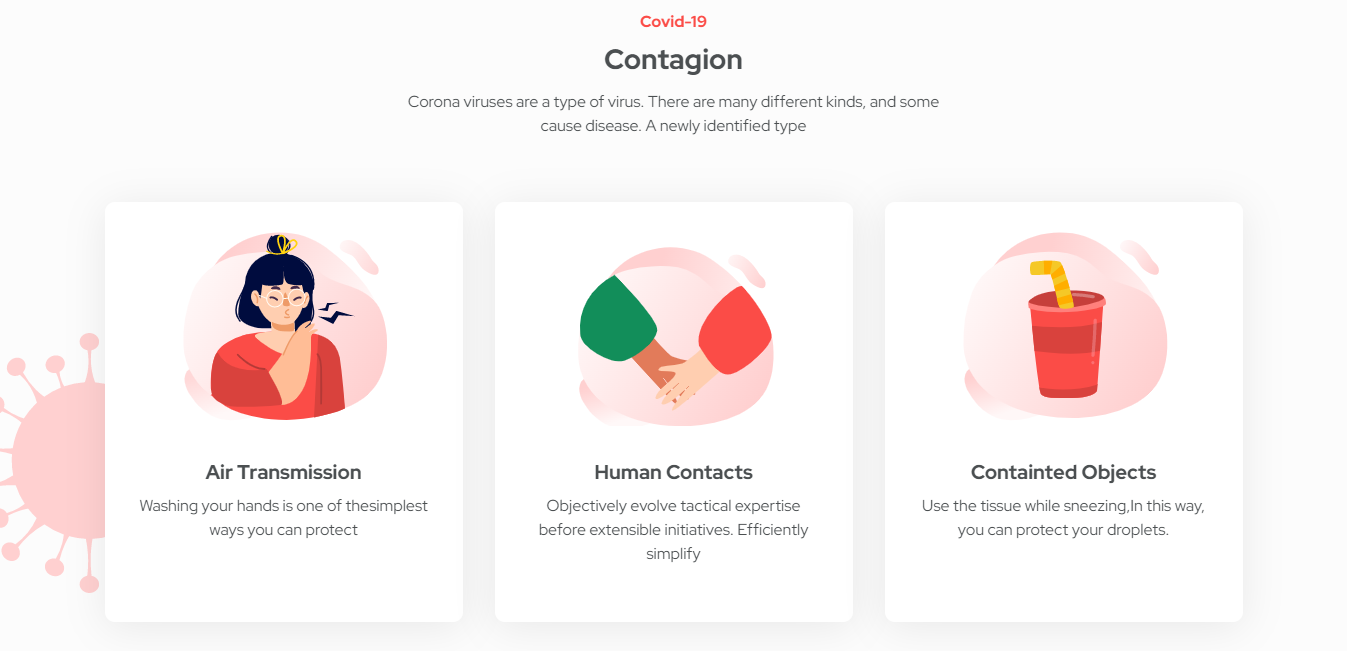 Covid-19
Contagion
Corona viruses are a type of virus. There are many different kinds, and some
cause disease. A newly identified type
Air Transmission
Washing your hands is one of thesimplest
ways you can protect
Human Contacts
Objectively evolve tactical expertise
before extensible initiatives. Efficiently
simplify
Containted Objects
Use the tissue while sneezing,In this way,
you can protect your droplets.